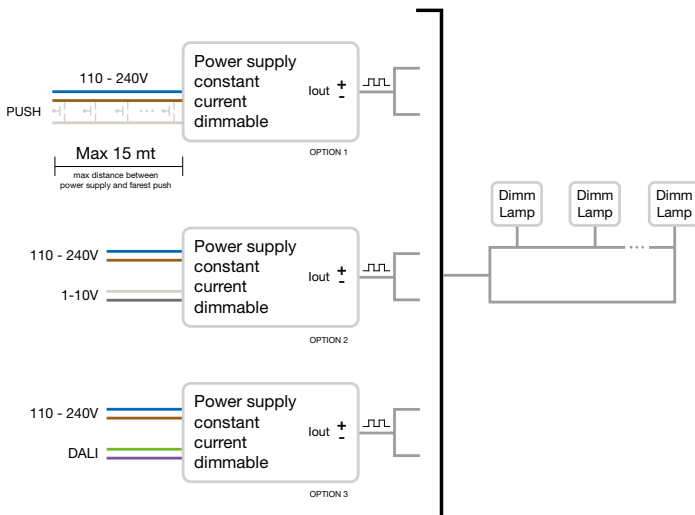 110 - 240V
PUSH
Max 15 mt
max distance between
power supply and farest push
Power supply
constant
current
dimmable
Iout
+
-
OPTION 1
110 - 240V
1-10V
Power supply
constant
current
dimmable
Iout
+
-
OPTION 2
110 - 240V
DALI
Power supply
constant
current
dimmable
Iout
+
-
OPTION 3
Dimm
Lamp
Dimm
Lamp
Dimm
Lamp